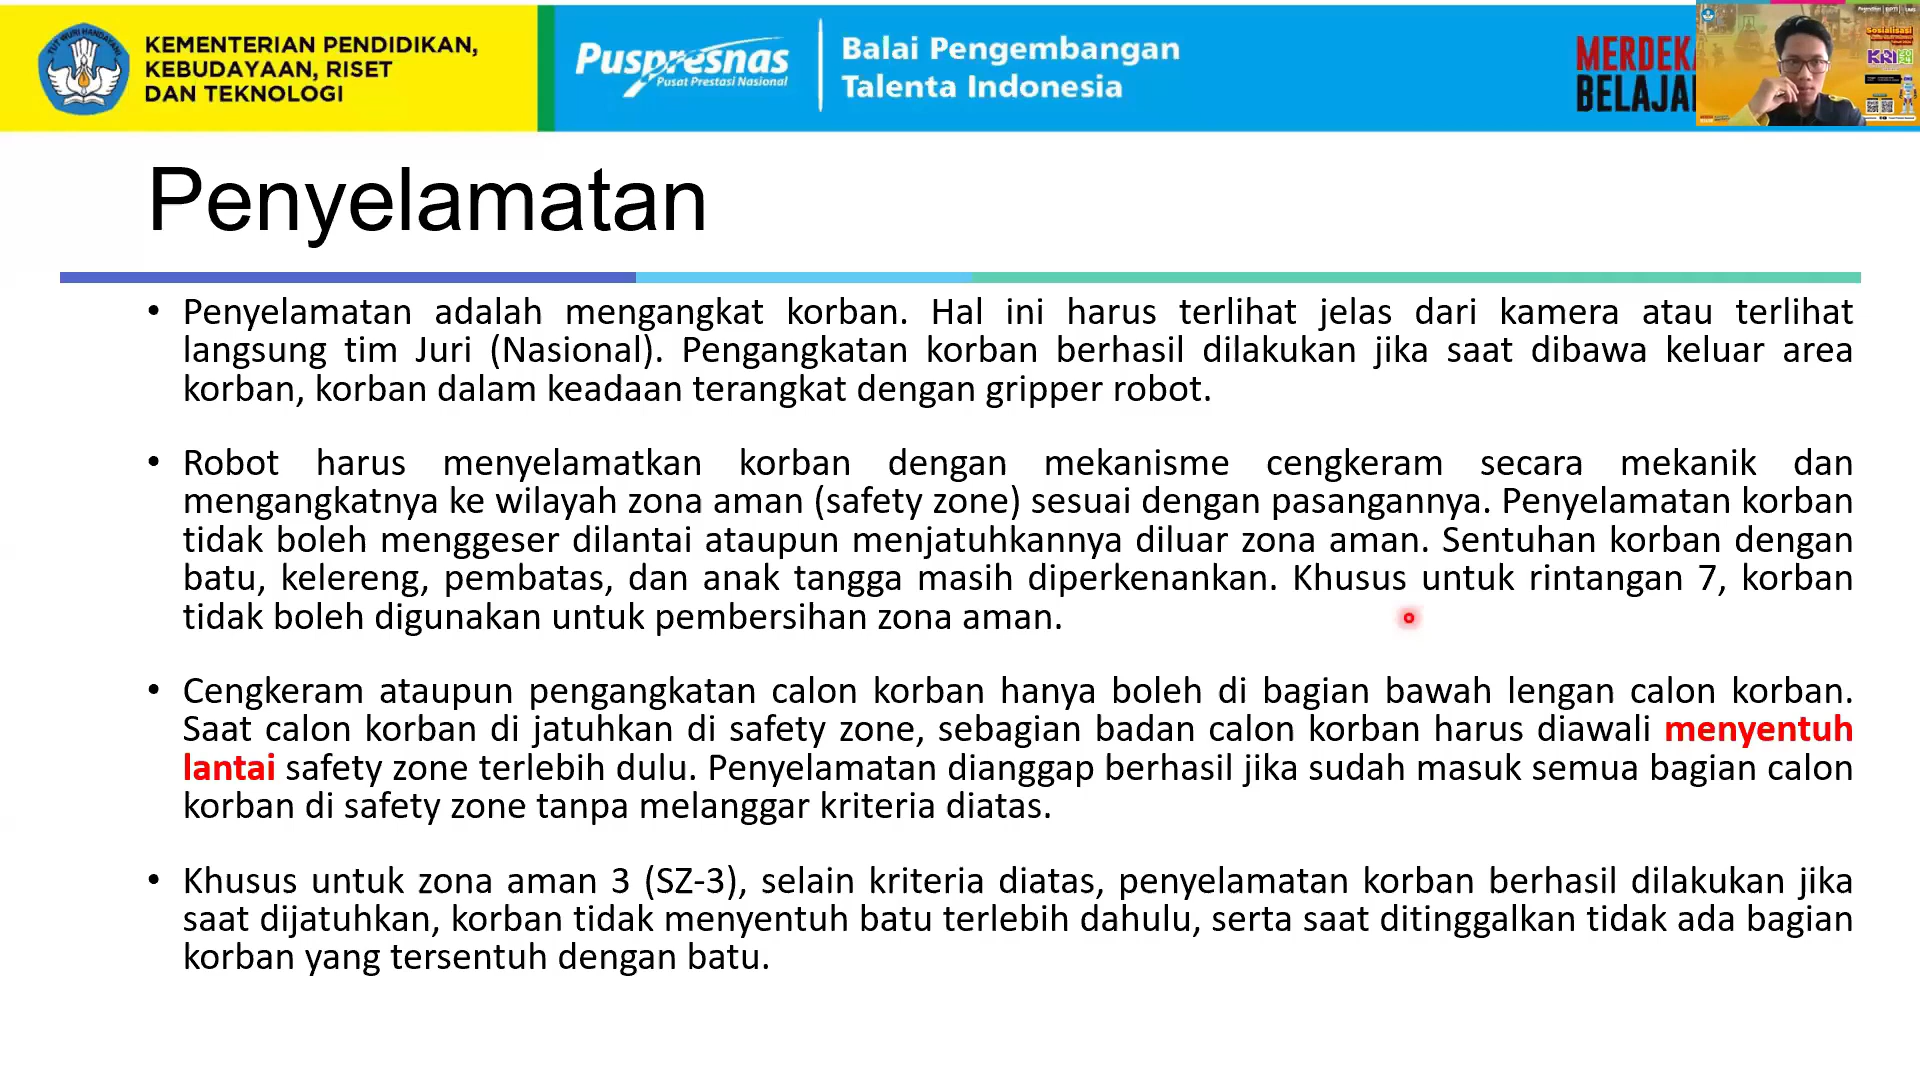 TUT WURI HANDAYANI
KEMENTERIAN PENDIDIKAN,
KEBUDAYAAN, RISET
DAN TEKNOLOGI
Puspresnas
Pusat Prestasi Nasional
Balai Pengembangan
Talenta Indonesia
MERDEKA
BELAJA
Sosialisasi
KRI
Penyelamatan
• Penyelamatan adalah mengangkat korban. Hal ini harus terlihat jelas dari kamera atau terlihat
langsung tim Juri (Nasional). Pengangkatan korban berhasil dilakukan jika saat dibawa keluar area
korban, korban dalam keadaan terangkat dengan gripper robot.
• Robot harus menyelamatkan korban dengan mekanisme cengkeram secara mekanik dan
mengangkatnya ke wilayah zona aman (safety zone) sesuai dengan pasangannya. Penyelamatan korban
tidak boleh menggeser dilantai ataupun menjatuhkannya diluar zona aman. Sentuhan korban dengan
batu, kelereng, pembatas, dan anak tangga masih diperkenankan. Khusus untuk rintangan 7, korban
tidak boleh digunakan untuk pembersihan zona aman.
• Cengkeram ataupun pengangkatan calon korban hanya boleh di bagian bawah lengan calon korban.
Saat calon korban di jatuhkan di safety zone, sebagian badan calon korban harus diawali menyentuh
lantai safety zone terlebih dulu. Penyelamatan dianggap berhasil jika sudah masuk semua bagian calon
korban di safety zone tanpa melanggar kriteria diatas.
• Khusus untuk zona aman 3 (SZ-3), selain kriteria diatas, penyelamatan korban berhasil dilakukan jika
saat dijatuhkan, korban tidak menyentuh batu terlebih dahulu, serta saat ditinggalkan tidak ada bagian
korban yang tersentuh dengan batu.